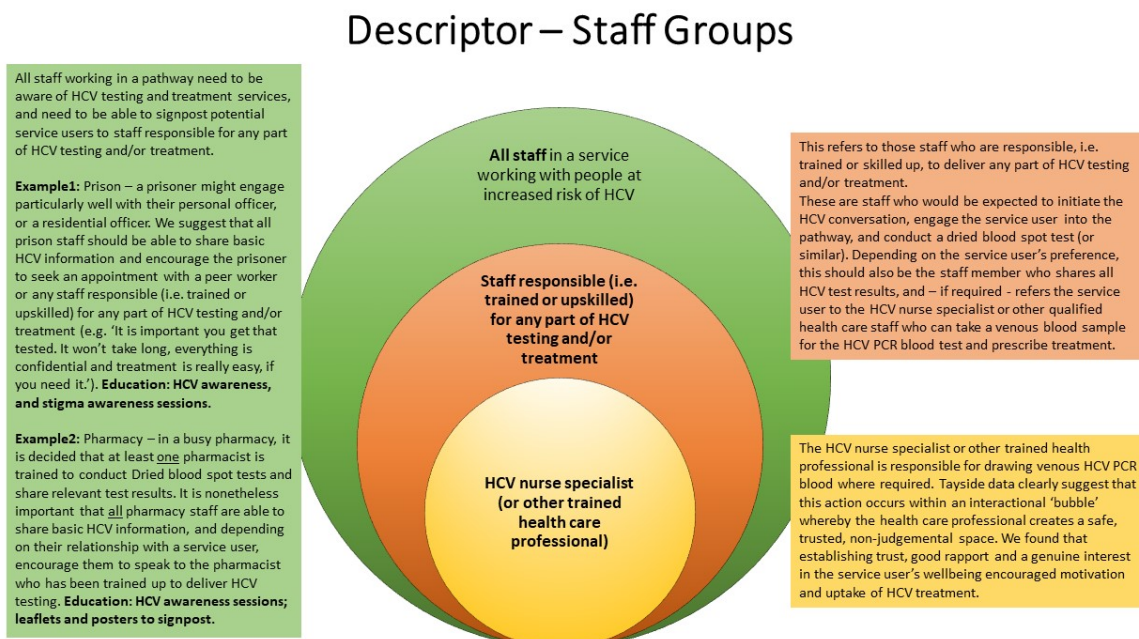 Descriptor – Staff Groups
All staff working in a pathway need to be
aware of HCV testing and treatment services,
and need to be able to signpost potential
service users to staff responsible for any part
of HCV testing and/or treatment.
Example1: Prison – a prisoner might engage
particularly well with their personal officer,
or a residential officer. We suggest that all
prison staff should be able to share basic
HCV information and encourage the prisoner
to seek an appointment with a peer worker
or any staff responsible (i.e. trained or
upskilled) for any part of HCV testing and/or
treatment (e.g. ‘It is important you get that
tested. It won’t take long, everything is
confidential and treatment is really easy, if
you need it.’). Education: HCV awareness,
and stigma awareness sessions.
Example2: Pharmacy – in a busy pharmacy, it
is decided that at least one pharmacist is
trained to conduct Dried blood spot tests and
share relevant test results. It is nonetheless
important that all pharmacy staff are able to
share basic HCV information, and depending
on their relationship with a service user,
encourage them to speak to the pharmacist
who has been trained up to deliver HCV
testing. Education: HCV awareness sessions;
leaflets and posters to signpost.
All staff in a service
working with people at
increased risk of HCV
Staff responsible (i.e.
trained or upskilled)
for any part of HCV
testing and/or
treatment
HCV nurse specialist
(or other trained
health care
professional)
This refers to those staff who are responsible, i.e.
trained or skilled up, to deliver any part of HCV testing
and/or treatment.
These are staff who would be expected to initiate the
HCV conversation, engage the service user into the
pathway, and conduct a dried blood spot test (or
similar). Depending on the service user’s preference,
this should also be the staff member who shares all
HCV test results, and – if required - refers the service
user to the HCV nurse specialist or other qualified
health care staff who can take a venous blood sample
for the HCV PCR blood test and prescribe treatment.
The HCV nurse specialist or other trained health
professional is responsible for drawing venous HCV PCR
blood where required. Tayside data clearly suggest that
this action occurs within an interactional ‘bubble’
whereby the health care professional creates a safe,
trusted, non-judgemental space. We found that
establishing trust, good rapport and a genuine interest
in the service user’s wellbeing encouraged motivation
and uptake of HCV treatment.